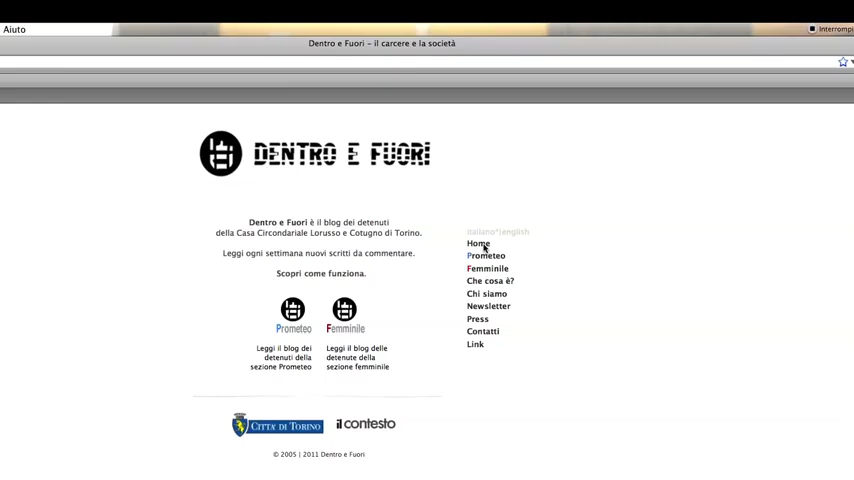 Aiuto
Interrompi
Dentro e Fuori – il carcere e la società
DENTRO E FUORI
Dentro e Fuori è il blog dei detenuti
della Casa Circondariale Lorusso e Cotugno di Torino.
Leggi ogni settimana nuovi scritti da commentare.
Scopri come funziona.
Prometeo
Femminile
Leggi il blog dei
detenuti della
sezione Prometeo
Leggi il blog delle
detenute della
sezione femminile
italiano*|english
Home
Prometeo
Femminile
Che cosa è?
Chi siamo
Newsletter
Press
Contatti
Link
CITTA' DI TORINO
il contesto
© 2005 | 2011 Dentro e Fuori